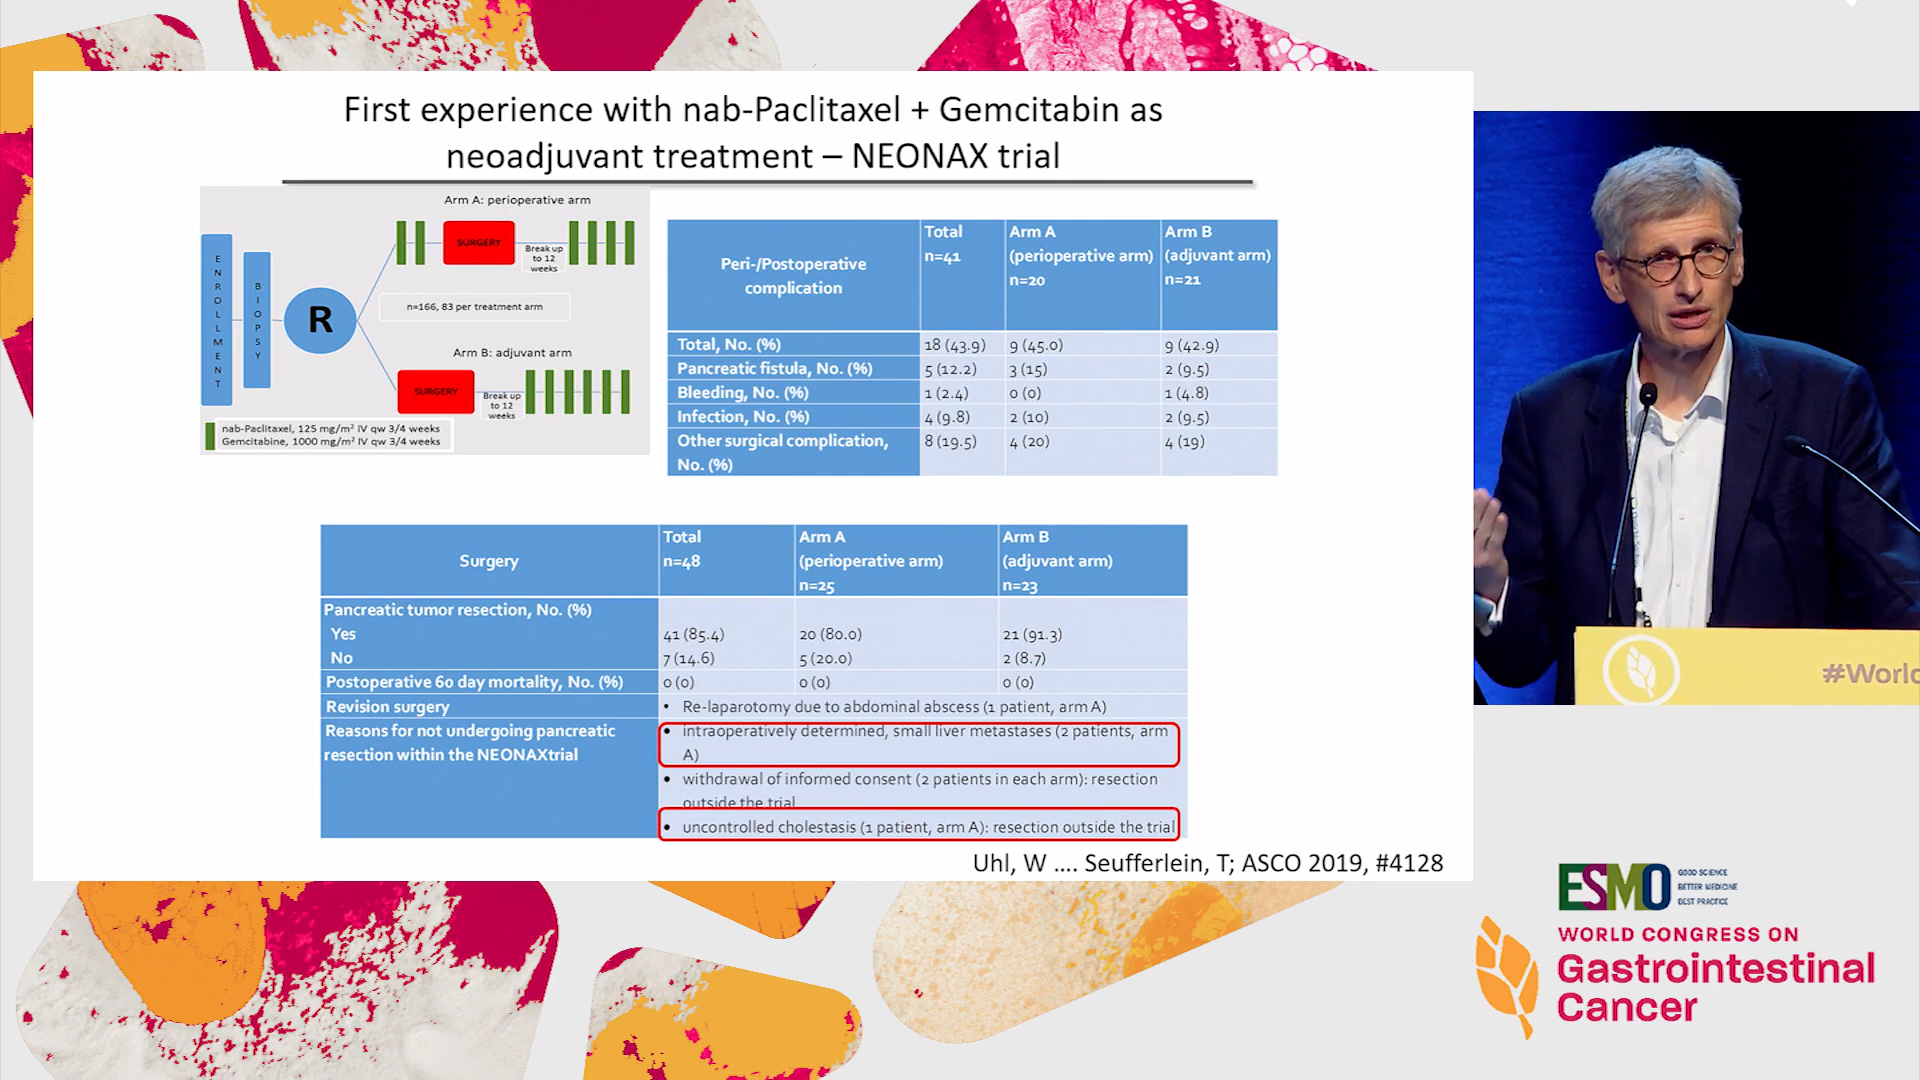 First experience with nab-Paclitaxel + Gemcitabin as
neoadjuvant treatment – NEONAX trial
ENROLLMENT
BIOPSY
R
Arm A: perioperative arm
SURGERY
Break up
to 12
weeks
n=166, 83 per treatment arm
Arm B: adjuvant arm
SURGERY
Break up
to 12
weeks
nab-Paclitaxel, 125 mg/m² IV qw 3/4 weeks
Gemcitabine, 1000 mg/m² IV qw 3/4 weeks
Peri-/Postoperative
complication
Total
n=41
Arm A
(perioperative arm)
n=20
Arm B
(adjuvant arm)
n=21
Total, No. (%) 18 (43.9) 9 (45.0) 9 (42.9)
Pancreatic fistula, No. (%) 5 (12.2) 3 (15) 2 (9.5)
Bleeding, No. (%) 1 (2.4) 0 (0) 1 (4.8)
Infection, No. (%) 4 (9.8) 2 (10) 2 (9.5)
Other surgical complication, 8 (19.5) 4 (20) 4 (19)
No. (%)
Surgery
Total
n=48
Arm A
(perioperative arm)
n=25
Arm B
(adjuvant arm)
n=23
Pancreatic tumor resection, No. (%)
Yes 41 (85.4) 20 (80.0) 21 (91.3)
No 7 (14.6) 5 (20.0) 2 (8.7)
Postoperative 60 day mortality, No. (%) 0 (0) 0 (0) 0 (0)
Revision surgery • Re-laparotomy due to abdominal abscess (1 patient, arm A)
Reasons for not undergoing pancreatic
resection within the NEONAXtrial
• intraoperatively determined, small liver metastases (2 patients, arm
A)
• withdrawal of informed consent (2 patients in each arm): resection
outside the trial
• uncontrolled cholestasis (1 patient, arm A): resection outside the trial
Uhl, W .... Seufferlein, T; ASCO 2019, #4128
#World
ESMO
GOOD SCIENCE
BETTER MEDICINE
BEST PRACTICE
WORLD CONGRESS ON
Gastrointestinal
Cancer